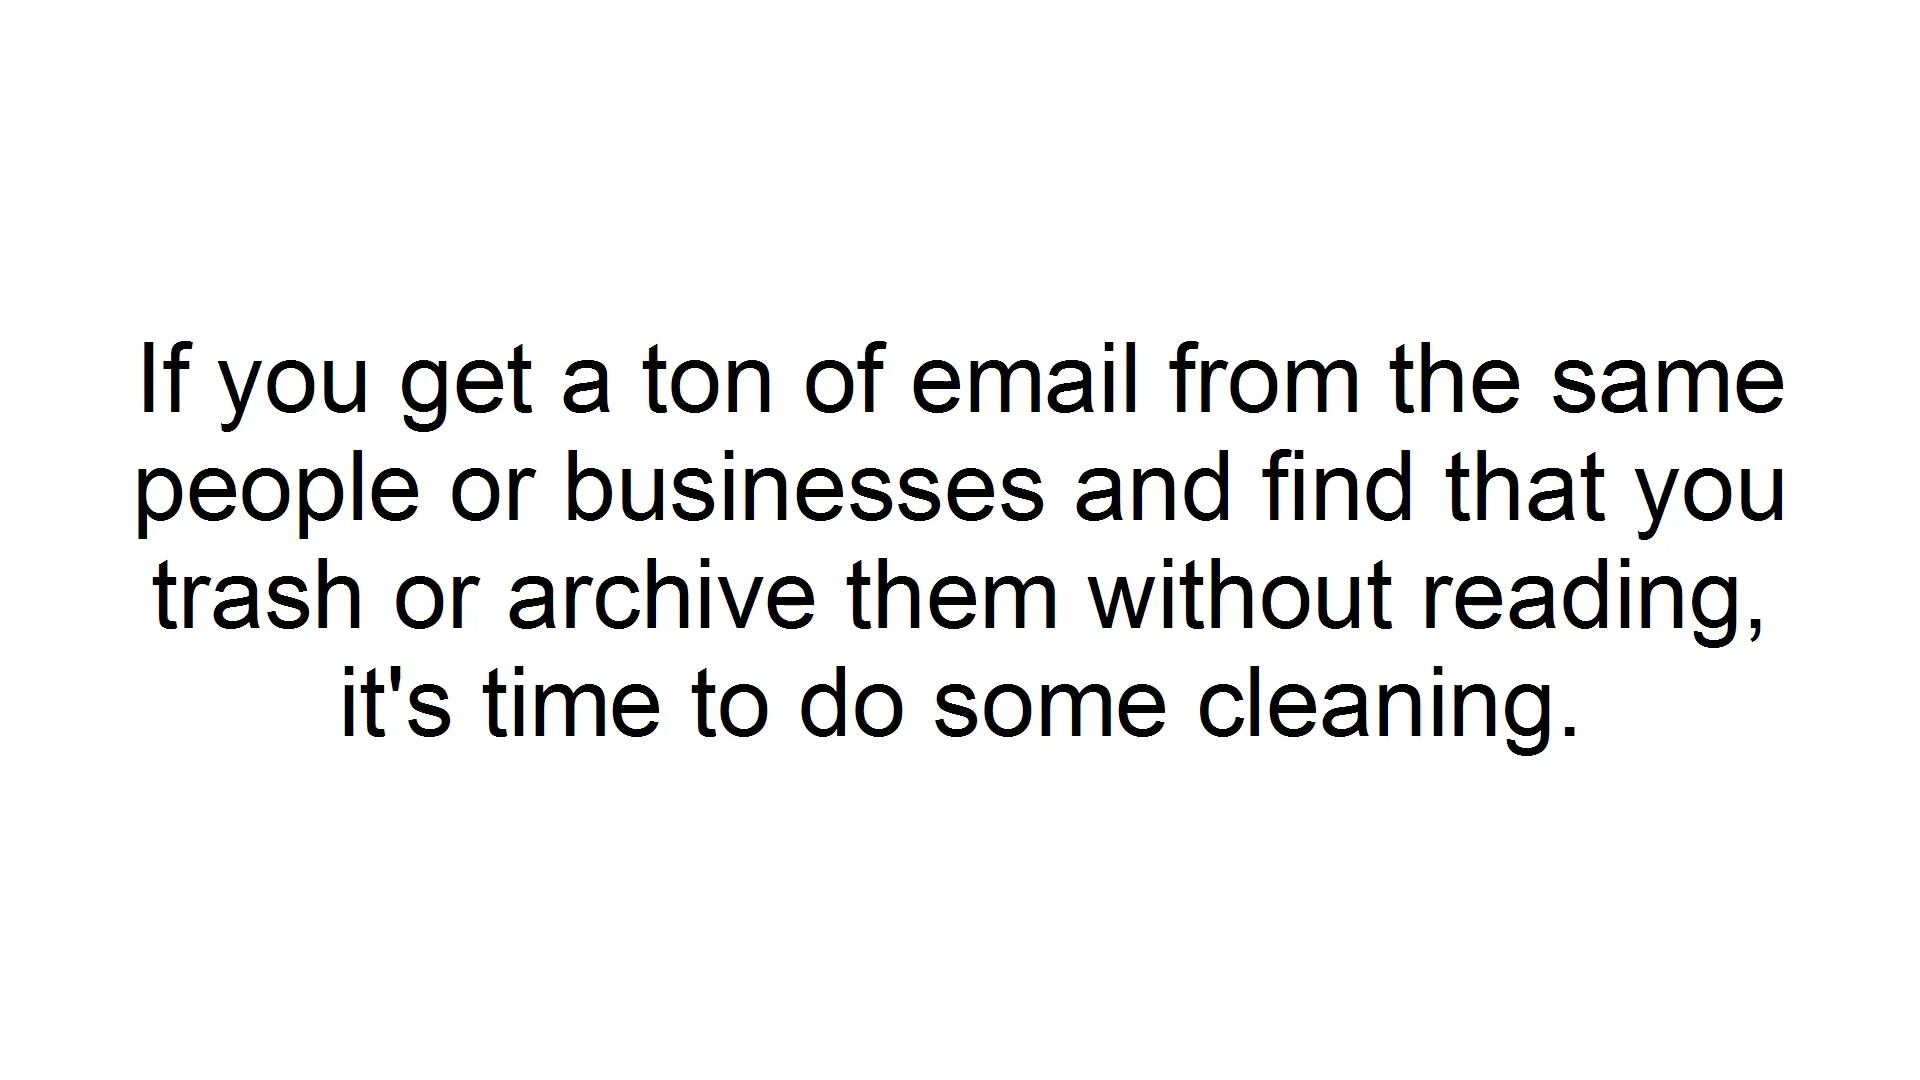 If you get a ton of email from the same
people or businesses and find that you
trash or archive them without reading,
it's time to do some cleaning.